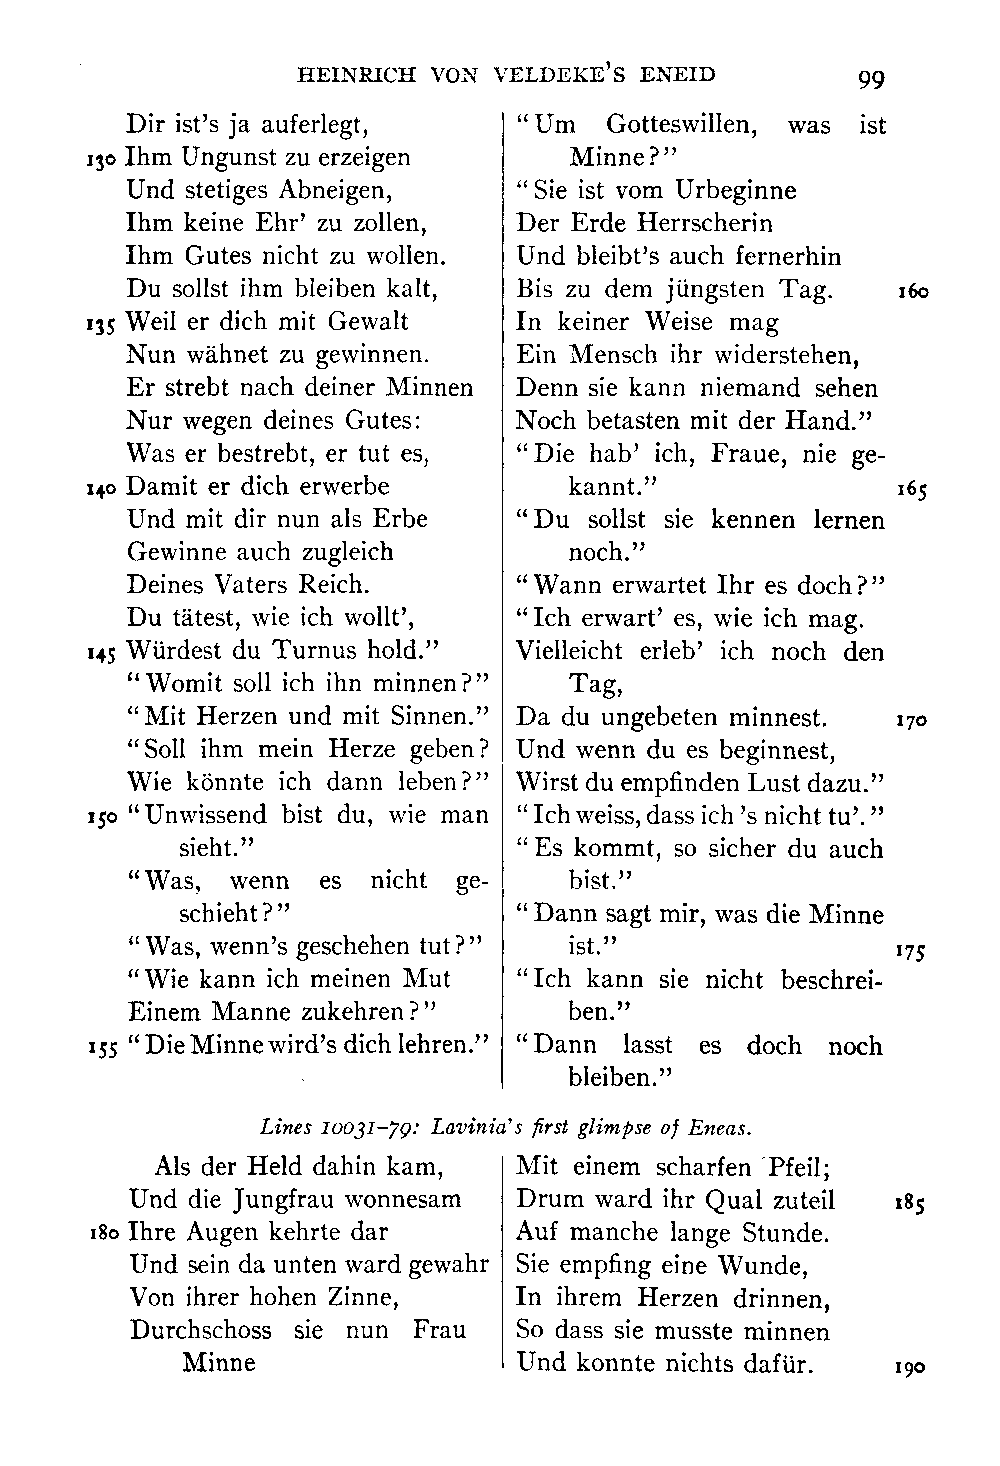 HEINRICH VON VELDEKE'S ENEID 99
Dir ist's ja auferlegt,
130 Ihm Ungunst zu erzeigen
Und stetiges Abneigen,
Ihm keine Ehr' zu zollen,
Ihm Gutes nicht zu wollen.
Du sollst ihm bleiben kalt,
135 Weil er dich mit Gewalt
Nun wähnet zu gewinnen.
Er strebt nach deiner Minnen
Nur wegen deines Gutes:
Was er bestrebt, er tut es,
140 Damit er dich erwerbe
Und mit dir nun als Erbe
Gewinne auch zugleich
Deines Vaters Reich.
Du tätest, wie ich wollt',
145 Würdest du Turnus hold."
"Womit soll ich ihn minnen?"
"Mit Herzen und mit Sinnen."
"Soll ihm mein Herze geben?
Wie könnte ich dann leben?"
150 "Unwissend bist du, wie man
sieht."
"Was, wenn es nicht ge-
schieht?"
"Was, wenn's geschehen tut?"
"Wie kann ich meinen Mut
Einem Manne zukehren?"
155 "Die Minne wird's dich lehren."
"Um Gotteswillen, was ist
Minne?"
"Sie ist vom Urbeginne
Der Erde Herrscherin
Und bleibt's auch fernerhin
Bis zu dem jüngsten Tag. 160
In keiner Weise mag
Ein Mensch ihr widerstehen,
Denn sie kann niemand sehen
Noch betasten mit der Hand."
"Die hab' ich, Fraue, nie ge-
kannt." 165
"Du sollst sie kennen lernen
noch."
"Wann erwartet Ihr es doch?"
"Ich erwart' es, wie ich mag.
Vielleicht erleb' ich noch den
Tag,
Da du ungebeten minnest. 170
Und wenn du es beginnest,
Wirst du empfinden Lust dazu."
"Ich weiss, dass ich 's nicht tu'."
"Es kommt, so sicher du auch
bist."
"Dann sagt mir, was die Minne
ist." 175
"Ich kann sie nicht beschrei-
ben."
"Dann lasst es doch noch
bleiben."
Lines 10031-79: Lavinia's first glimpse of Eneas.
Als der Held dahin kam,
Und die Jungfrau wonnesam
180 Ihre Augen kehrte dar
Und sein da unten ward gewahr
Von ihrer hohen Zinne,
Durchschoss sie nun Frau
Minne
Mit einem scharfen Pfeil;
Drum ward ihr Qual zuteil 185
Auf manche lange Stunde.
Sie empfing eine Wunde,
In ihrem Herzen drinnen,
So dass sie musste minnen
Und konnte nichts dafür. 190